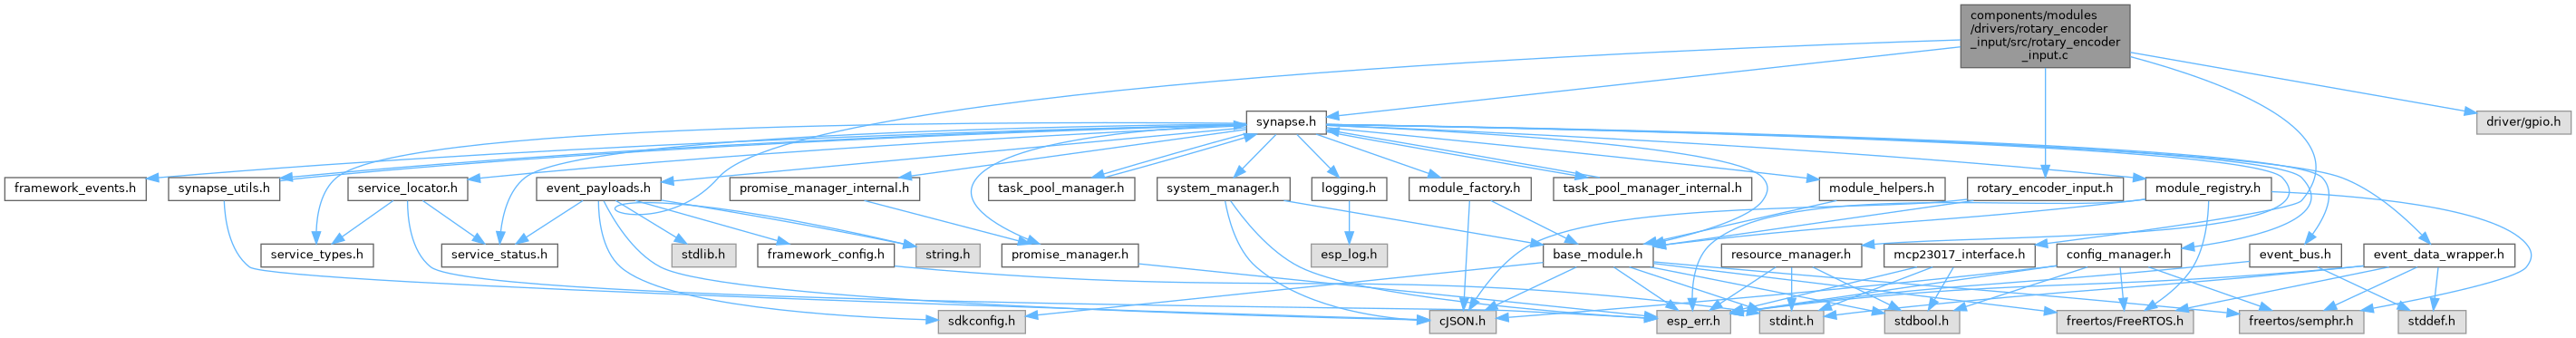 components/modules
/drivers/rotary_encoder
_input/src/rotary_encoder
_input.c
driver/gpio.h
synapse.h
framework_events.h
synapse_utils.h
service_locator.h
event_payloads.h
promise_manager_internal.h
task_pool_manager.h
system_manager.h
logging.h
module_factory.h
task_pool_manager_internal.h
module_helpers.h
rotary_encoder_input.h
module_registry.h
service_types.h
service_status.h
stdlib.h
framework_config.h
string.h
promise_manager.h
esp_log.h
base_module.h
resource_manager.h
mcp23017_interface.h
config_manager.h
event_bus.h
event_data_wrapper.h
sdkconfig.h
cJSON.h
esp_err.h
stdint.h
stdbool.h
freertos/FreeRTOS.h
freertos/semphr.h
stddef.h